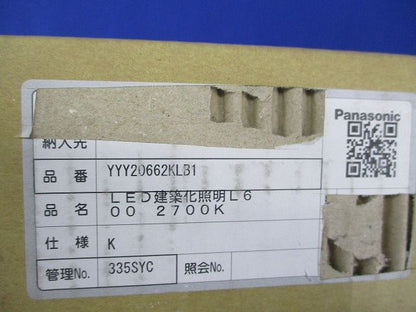 Panasonic
納入先
品番 YYY20662KLB1
品名 LED建築化照明L6
00 2700K
仕様 K
管理No. 335SYC 照会No.